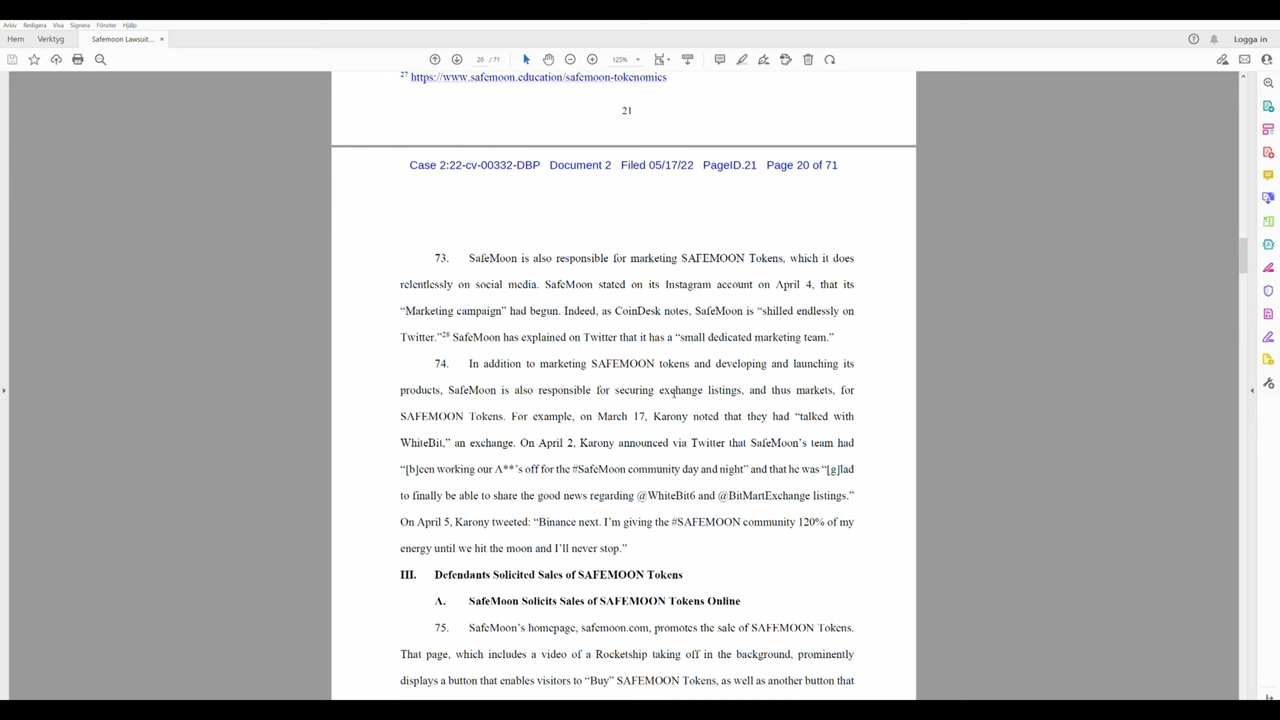 Arkiv Redigera Visa Signera Fönster Hjälp
Hem Verktyg Safemoon Lawsuit... × Logga in
20 / 71 125%
27 https://www.safemoon.education/safemoon-tokenomics
21
Case 2:22-cv-00332-DBP Document 2 Filed 05/17/22 PageID.21 Page 20 of 71
73. SafeMoon is also responsible for marketing SAFEMOON Tokens, which it does
relentlessly on social media. SafeMoon stated on its Instagram account on April 4, that its
“Marketing campaign” had begun. Indeed, as CoinDesk notes, SafeMoon is “shilled endlessly on
Twitter.”28 SafeMoon has explained on Twitter that it has a “small dedicated marketing team.”
74. In addition to marketing SAFEMOON tokens and developing and launching its
products, SafeMoon is also responsible for securing exchange listings, and thus markets, for
SAFEMOON Tokens. For example, on March 17, Karony noted that they had “talked with
WhiteBit,” an exchange. On April 2, Karony announced via Twitter that SafeMoon’s team had
“[b]een working our A**’s off for the #SafeMoon community day and night” and that he was “[g]lad
to finally be able to share the good news regarding @WhiteBit6 and @BitMartExchange listings.”
On April 5, Karony tweeted: “Binance next. I’m giving the #SAFEMOON community 120% of my
energy until we hit the moon and I’ll never stop.”
III. Defendants Solicited Sales of SAFEMOON Tokens
A. SafeMoon Solicits Sales of SAFEMOON Tokens Online
75. SafeMoon’s homepage, safemoon.com, promotes the sale of SAFEMOON Tokens.
That page, which includes a video of a Rocketship taking off in the background, prominently
displays a button that enables visitors to “Buy” SAFEMOON Tokens, as well as another button that